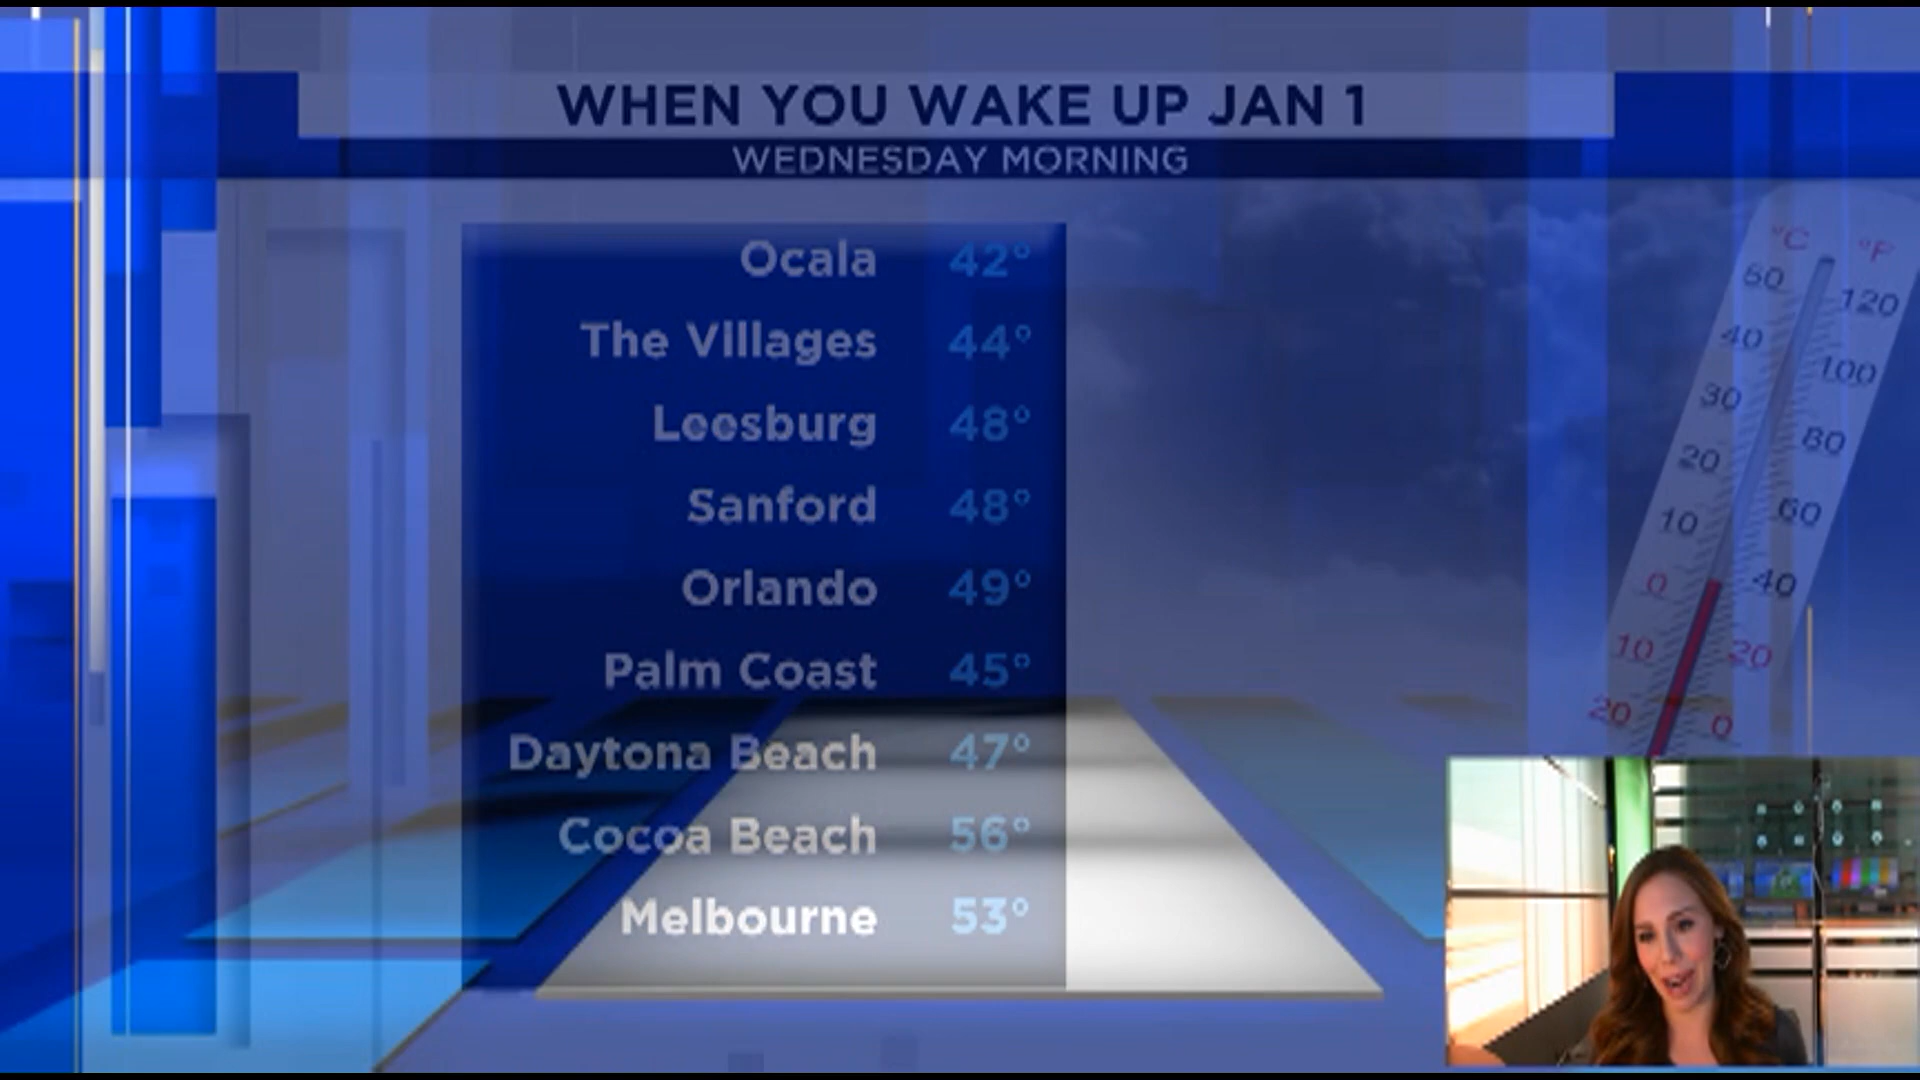 WHEN YOU WAKE UP JAN 1
WEDNESDAY MORNING
Ocala 42°
The Villages 44°
Leesburg 48°
Sanford 48°
Orlando 49°
Palm Coast 45°
Daytona Beach 47°
Cocoa Beach 56°
Melbourne 53°
°C °F
50 120
40 100
30 80
20 60
10 40
0 20
10 0
20